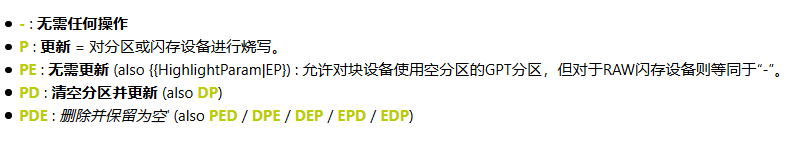 - : 无需任何操作
P : 更新 = 对分区或闪存设备进行烧写。
PE : 无需更新 (also {{HighlightParam|EP}) : 允许对块设备使用空分区的GPT分区，但对于RAW闪存设备则等同于“-”。
PD : 清空分区并更新 (also DP)
PDE : 删除并保留为空' (also PED / DPE / DEP / EPD / EDP)